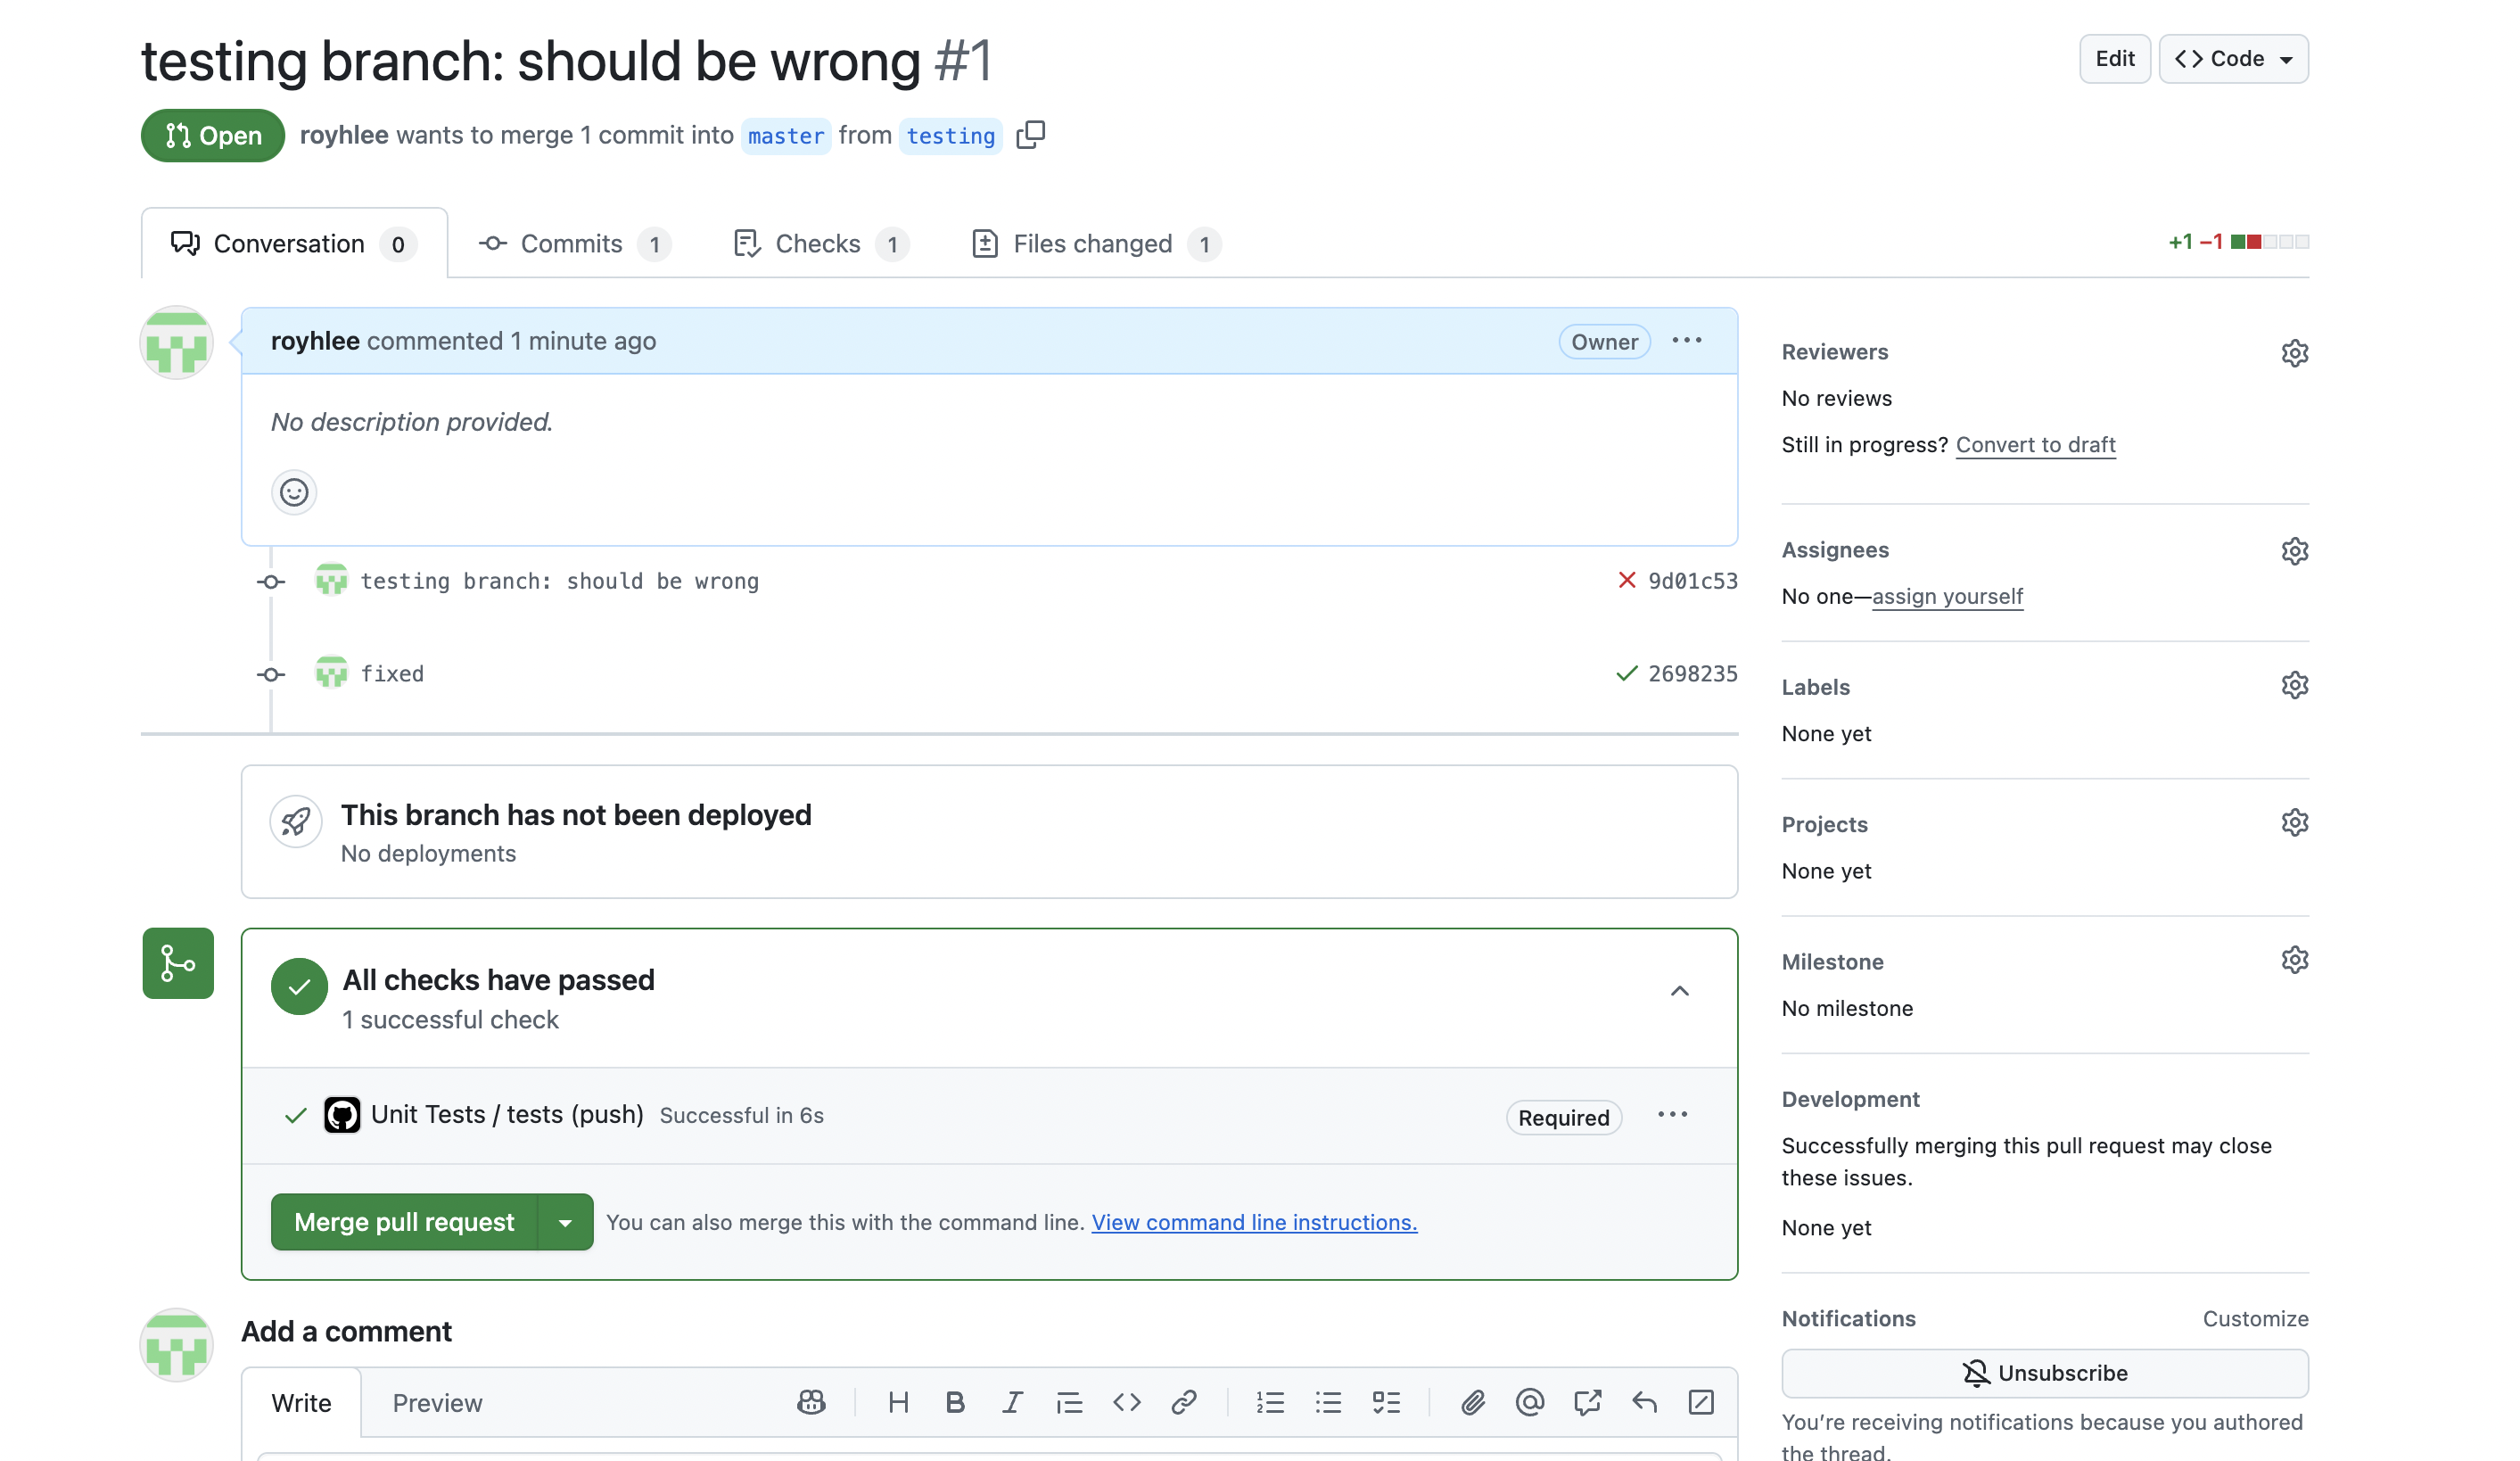 testing branch: should be wrong #1
Edit
Code
Open
royhlee wants to merge 1 commit into master from testing
Conversation 0
Commits 1
Checks 1
Files changed 1
+1 −1
royhlee commented 1 minute ago
Owner
No description provided.
testing branch: should be wrong
9d01c53
fixed
2698235
This branch has not been deployed
No deployments
All checks have passed
1 successful check
Unit Tests / tests (push) Successful in 6s
Required
Merge pull request
You can also merge this with the command line. View command line instructions.
Add a comment
Write
Preview
Reviewers
No reviews
Still in progress? Convert to draft
Assignees
No one—assign yourself
Labels
None yet
Projects
None yet
Milestone
No milestone
Development
Successfully merging this pull request may close
these issues.
None yet
Notifications
Customize
Unsubscribe
You’re receiving notifications because you authored
the thread.